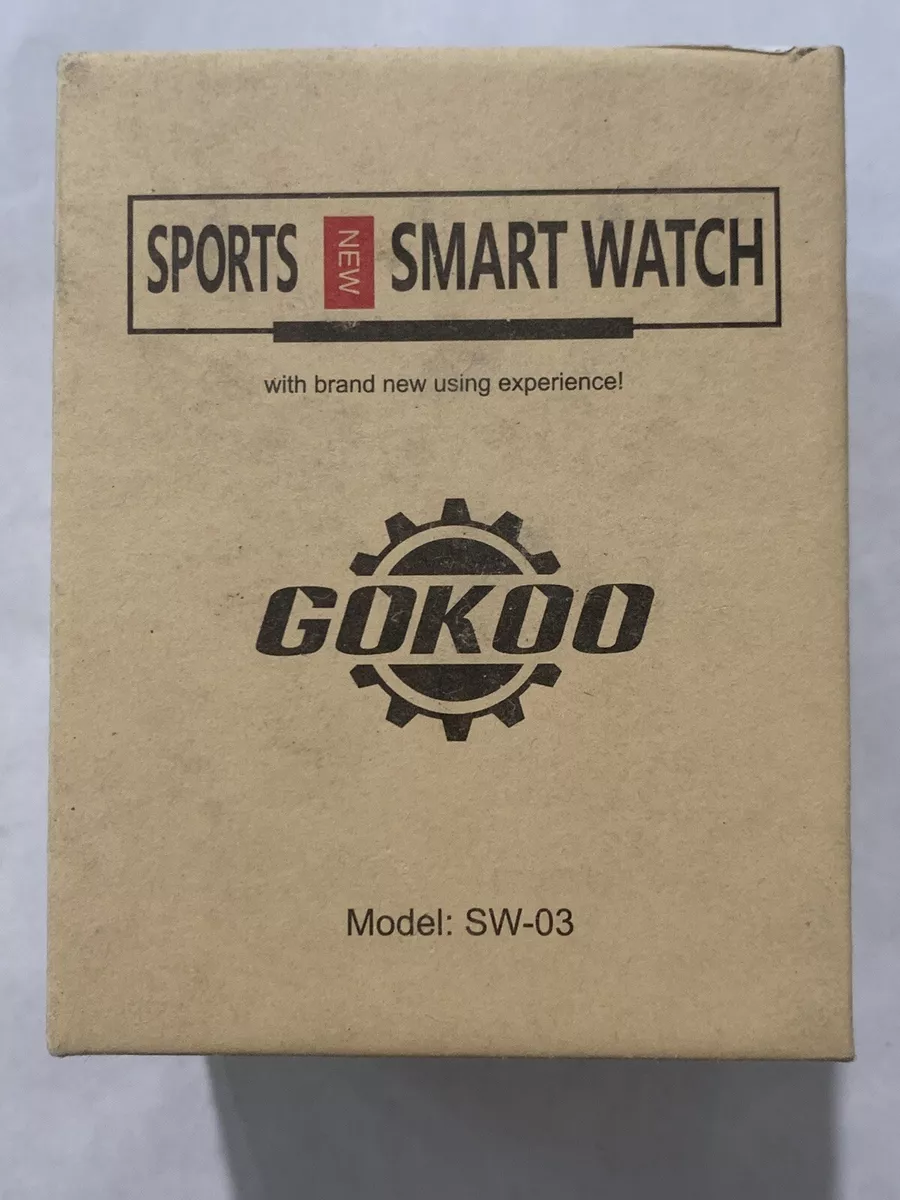 SPORTS NEW SMART WATCH
with brand new using experience!
GOKOO
Model: SW-03